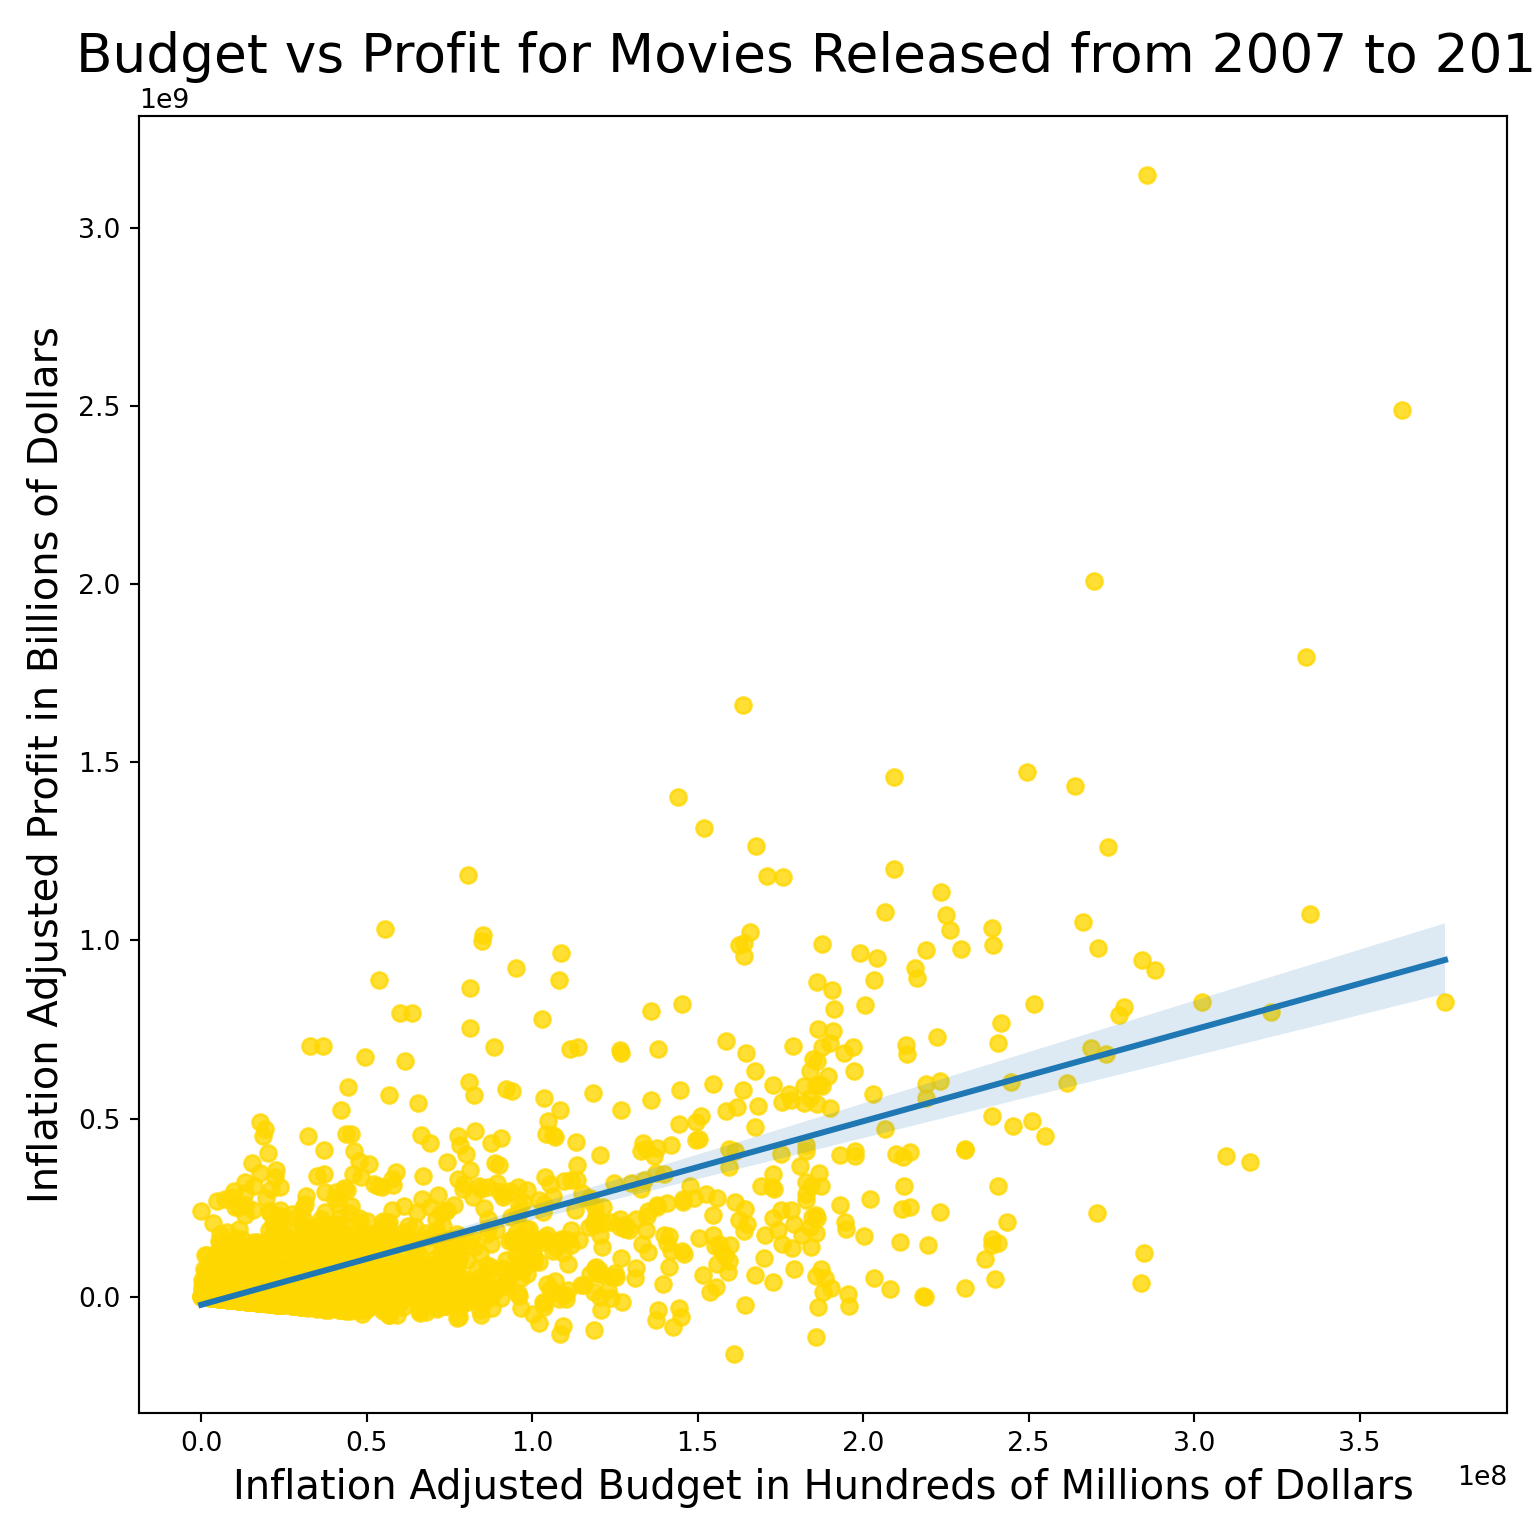 Budget vs Profit for Movies Released from 2007 to 201
1e9
3.0
2.5
2.0
1.5
1.0
0.5
0.0
Inflation Adjusted Profit in Billions of Dollars
0.0 0.5 1.0 1.5 2.0 2.5 3.0 3.5
1e8
Inflation Adjusted Budget in Hundreds of Millions of Dollars